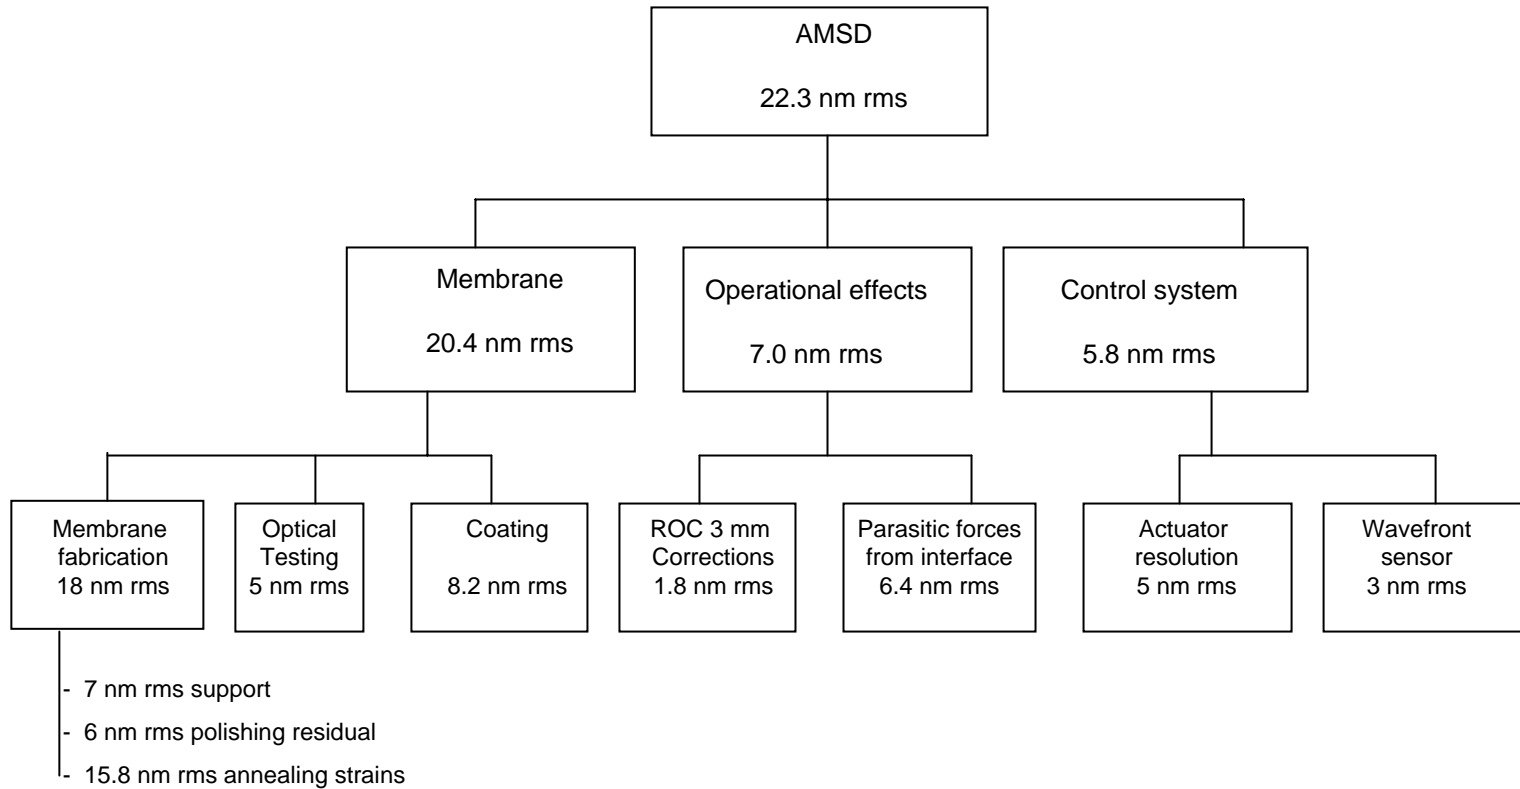 AMSD
22.3 nm rms
Membrane
20.4 nm rms
Operational effects
7.0 nm rms
Control system
5.8 nm rms
Membrane
fabrication
18 nm rms
Optical
Testing
5 nm rms
Coating
8.2 nm rms
ROC 3 mm
Corrections
1.8 nm rms
Parasitic forces
from interface
6.4 nm rms
Actuator
resolution
5 nm rms
Wavefront
sensor
3 nm rms
- 7 nm rms support
- 6 nm rms polishing residual
- 15.8 nm rms annealing strains